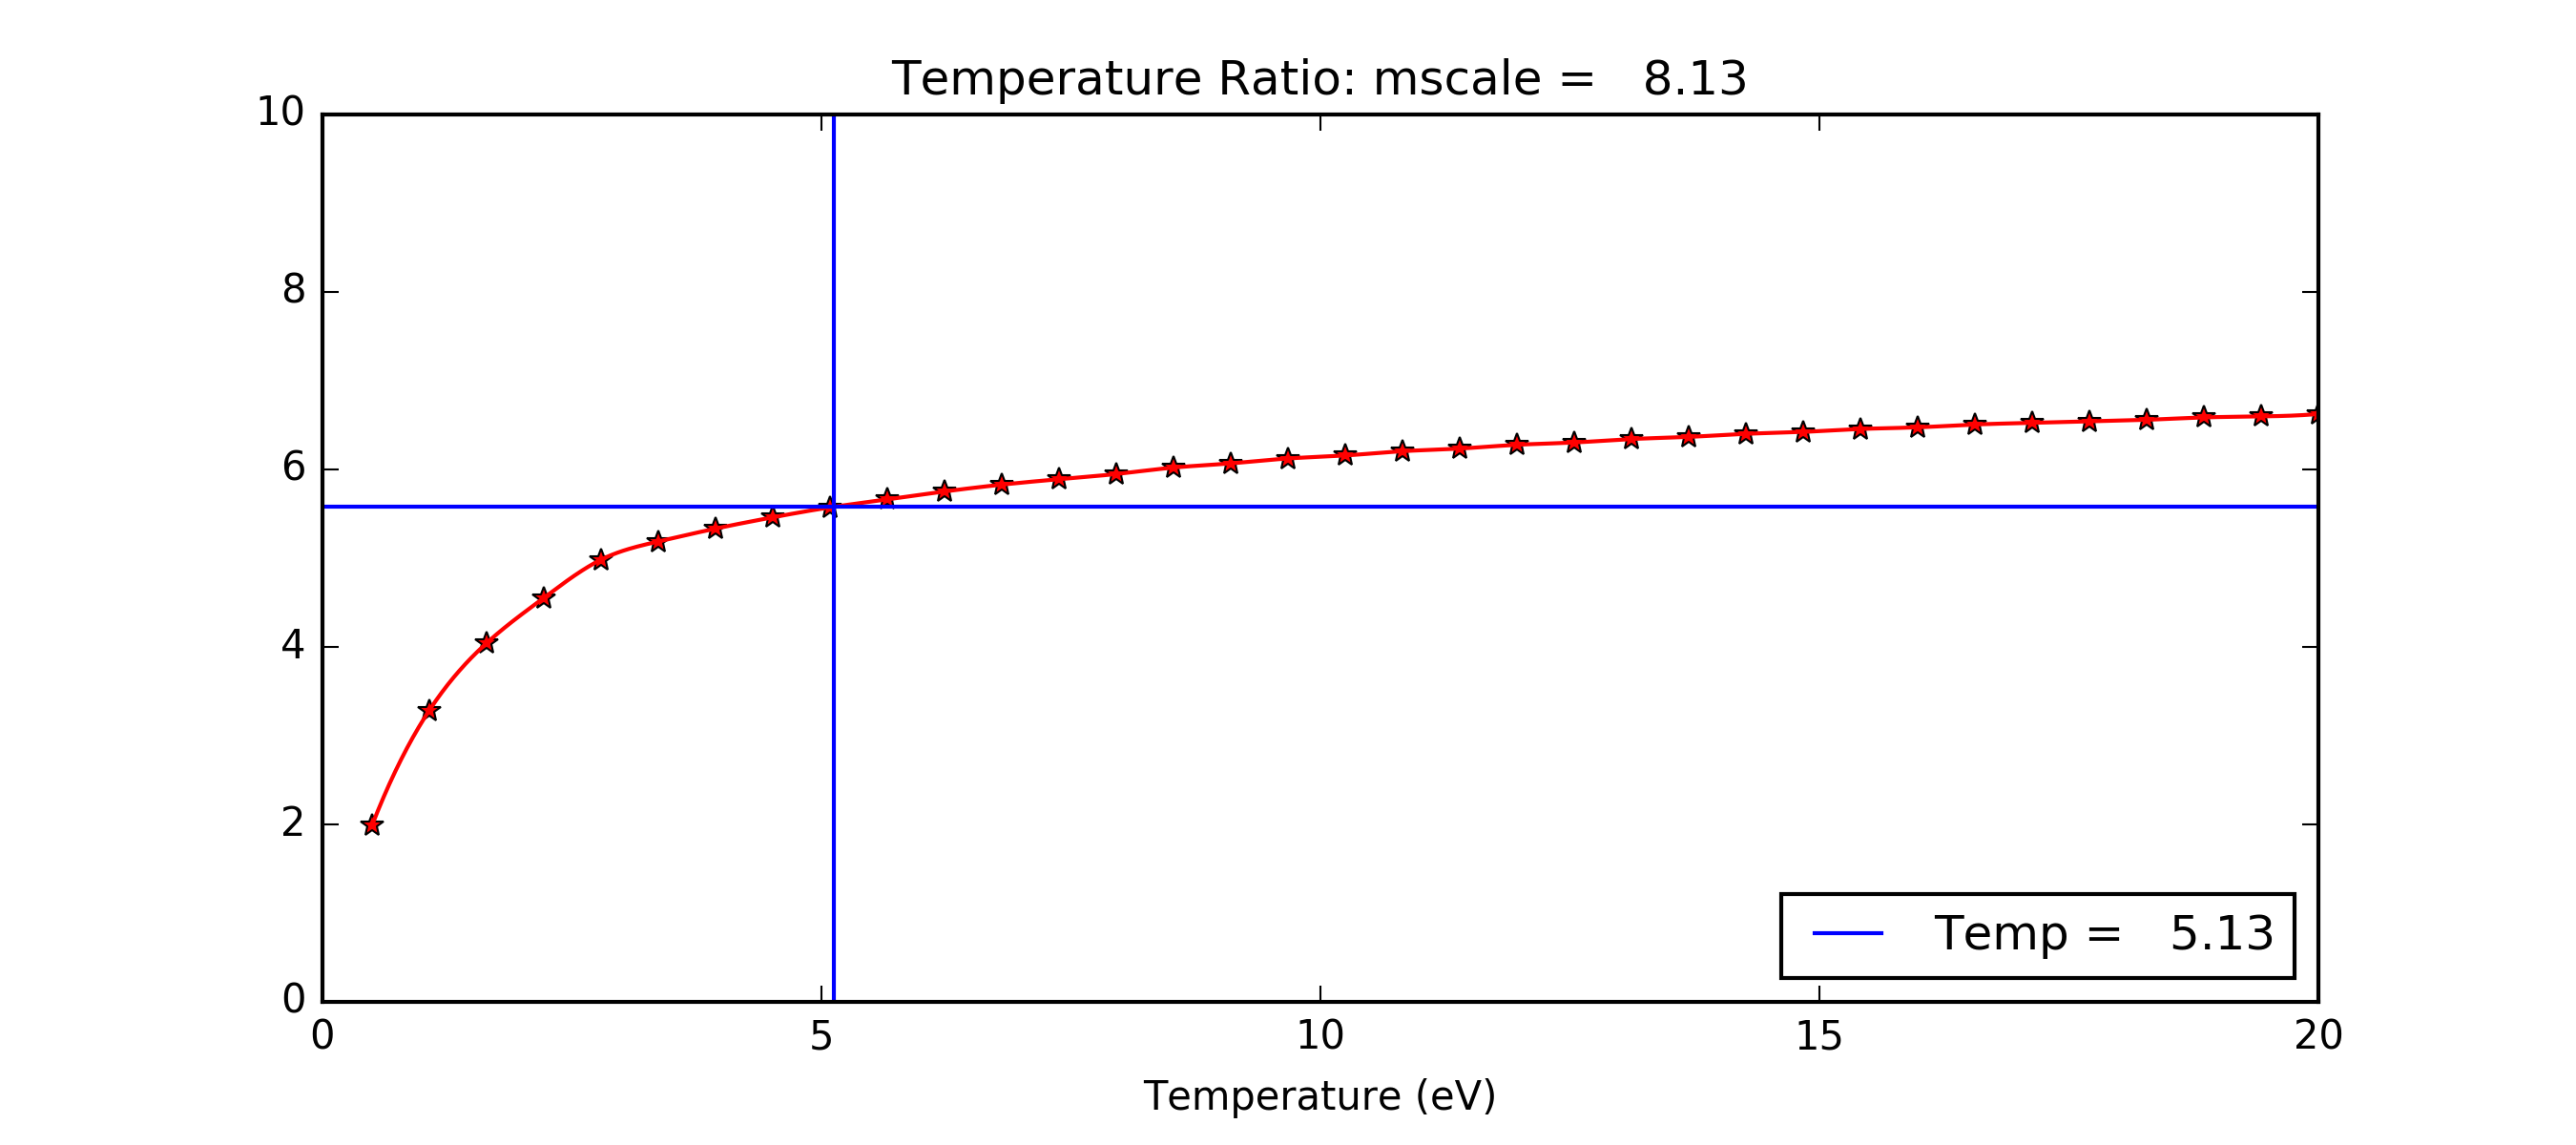 Temperature Ratio: mscale = 8.13
10
8
6
4
2
0
0 5 10 15 20
Temperature (eV)
Temp = 5.13